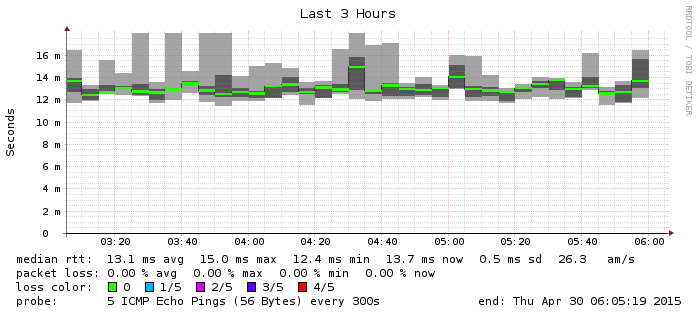 Last 3 Hours
RRDTOOL / TOBI OETIKER
Seconds
16 m
14 m
12 m
10 m
8 m
6 m
4 m
2 m
0
03:20 03:40 04:00 04:20 04:40 05:00 05:20 05:40 06:00
median rtt: 13.1 ms avg 15.0 ms max 12.4 ms min 13.7 ms now 0.5 ms sd 26.3 am/s
packet loss: 0.00 % avg 0.00 % max 0.00 % min 0.00 % now
loss color: 0 1/5 2/5 3/5 4/5
probe: 5 ICMP Echo Pings (56 Bytes) every 300s end: Thu Apr 30 06:05:19 2015